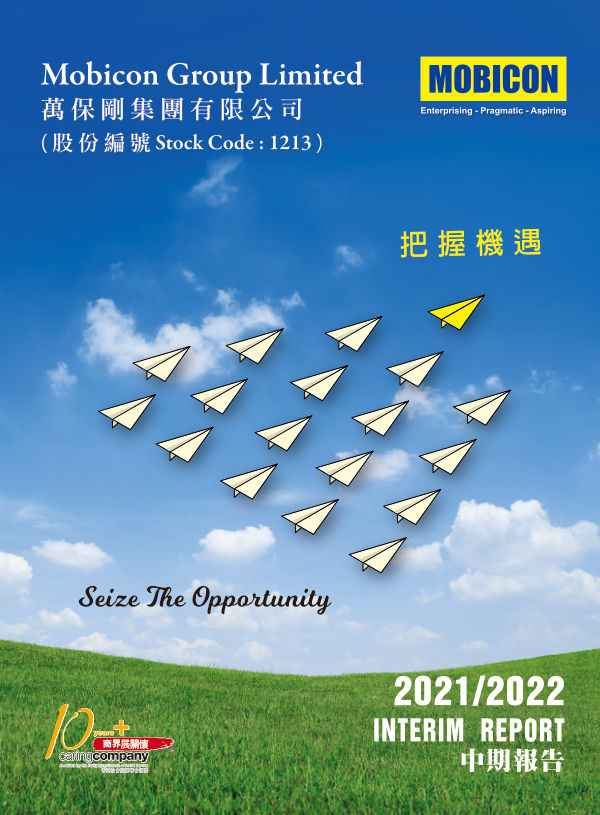 Mobicon Group Limited
萬保剛集團有限公司
(股份編號 Stock Code : 1213)
MOBICON
Enterprising - Pragmatic - Aspiring
把握機遇
Seize The Opportunity
2021/2022
INTERIM REPORT
中期報告
10 years+
商界展關懷
caringcompany